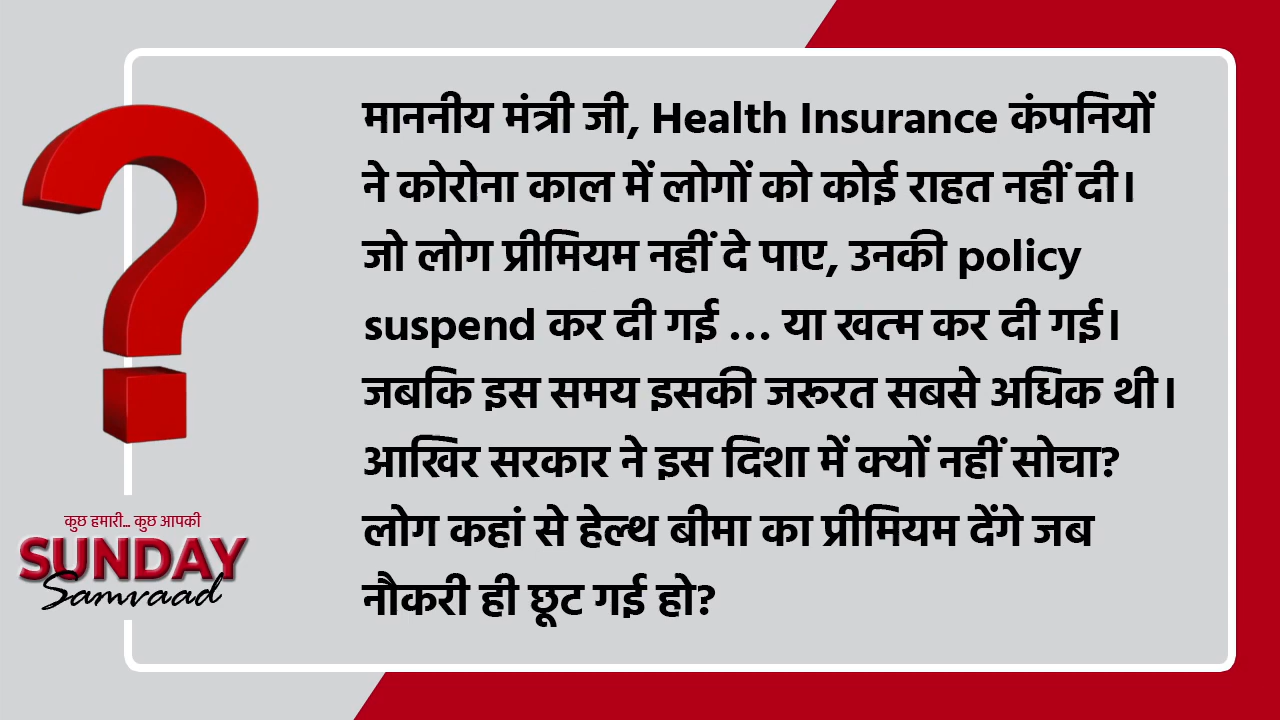 माननीय मंत्री जी, Health Insurance कंपनियों
ने कोरोना काल में लोगों को कोई राहत नहीं दी।
जो लोग प्रीमियम नहीं दे पाए, उनकी policy
suspend कर दी गई ... या खत्म कर दी गई।
जबकि इस समय इसकी जरूरत सबसे अधिक थी।
आखिर सरकार ने इस दिशा में क्यों नहीं सोचा?
लोग कहां से हेल्थ बीमा का प्रीमियम देंगे जब
नौकरी ही छूट गई हो?
कुछ हमारी... कुछ आपकी
SUNDAY
Samvaad